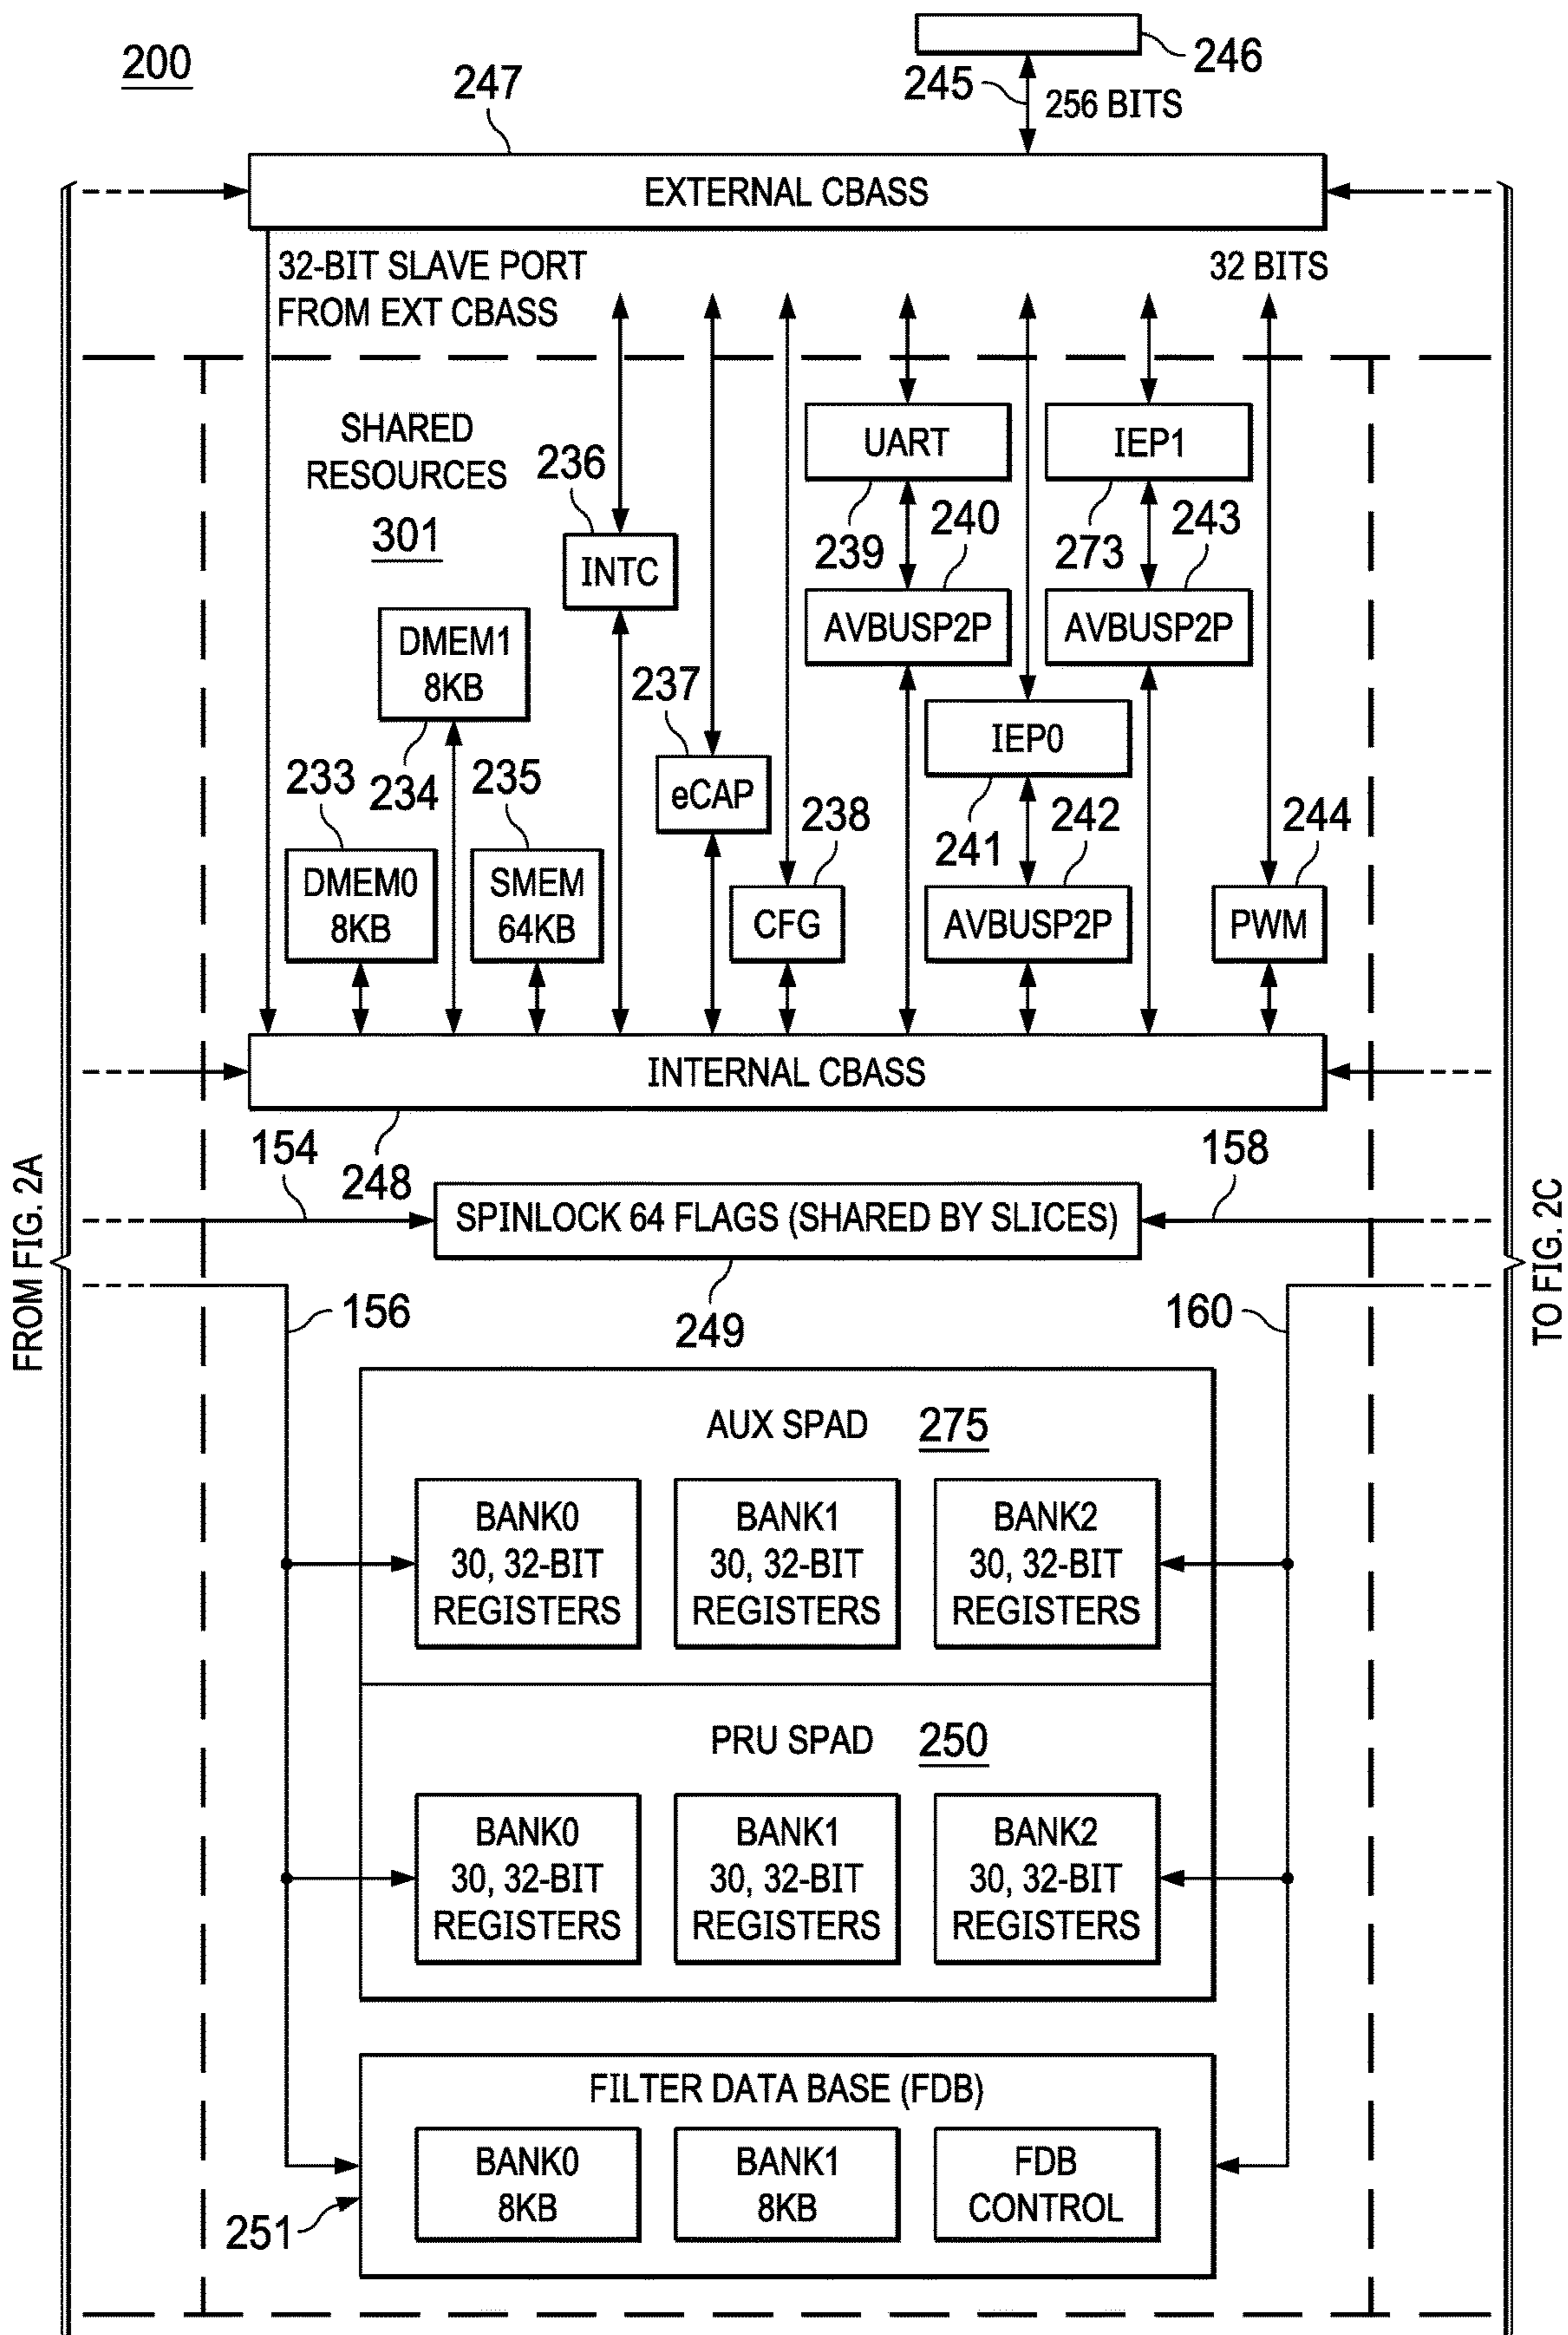 200
247
245
246
256 BITS
EXTERNAL CBASS
32-BIT SLAVE PORT
FROM EXT CBASS
32 BITS
SHARED
RESOURCES
301
236
INTC
UART
IEP1
239
240
273
243
AVBUSP2P
AVBUSP2P
DMEM1
8KB
234
237
eCAP
IEP0
241
242
233
DMEM0
8KB
235
SMEM
64KB
238
CFG
AVBUSP2P
244
PWM
INTERNAL CBASS
248
154
158
SPINLOCK 64 FLAGS (SHARED BY SLICES)
249
FROM FIG. 2A
TO FIG. 2C
156
160
AUX SPAD 275
BANK0
30, 32-BIT
REGISTERS
BANK1
30, 32-BIT
REGISTERS
BANK2
30, 32-BIT
REGISTERS
PRU SPAD 250
BANK0
30, 32-BIT
REGISTERS
BANK1
30, 32-BIT
REGISTERS
BANK2
30, 32-BIT
REGISTERS
FILTER DATA BASE (FDB)
BANK0
8KB
BANK1
8KB
FDB
CONTROL
251